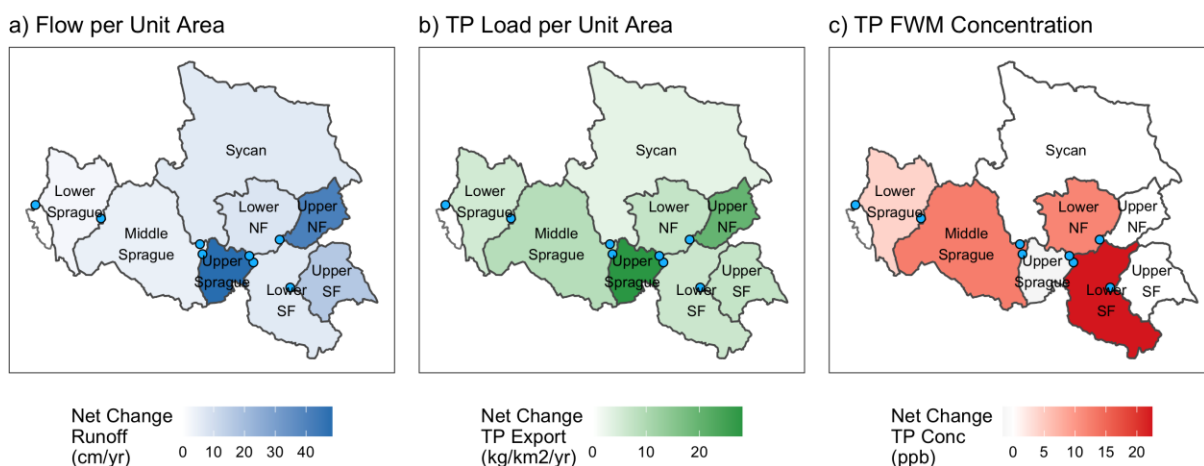 a) Flow per Unit Area
b) TP Load per Unit Area
c) TP FWM Concentration
Sycan
Lower
Sprague
Middle
Sprague
Upper
Sprague
Lower
NF
Upper
NF
Lower
SF
Upper
SF
Sycan
Lower
Sprague
Middle
Sprague
Upper
Sprague
Lower
NF
Upper
NF
Lower
SF
Upper
SF
Sycan
Lower
Sprague
Middle
Sprague
Upper
Sprague
Lower
NF
Upper
NF
Lower
SF
Upper
SF
Net Change
Runoff
(cm/yr)
0 10 20 30 40
Net Change
TP Export
(kg/km2/yr)
0 10 20
Net Change
TP Conc
(ppb)
0 5 10 15 20